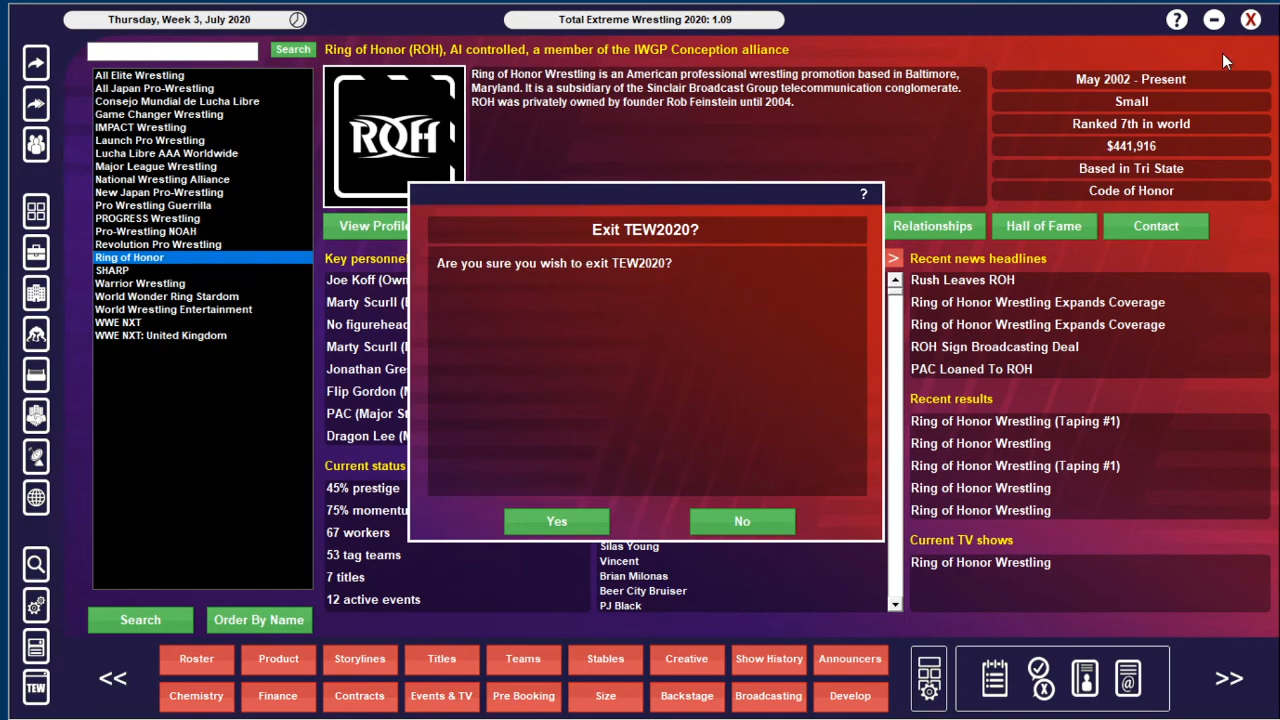 Thursday, Week 3, July 2020
Total Extreme Wrestling 2020: 1.09
?
X
Search
Ring of Honor (ROH), AI controlled, a member of the IWGP Conception alliance
All Elite Wrestling
All Japan Pro-Wrestling
Consejo Mundial de Lucha Libre
Game Changer Wrestling
IMPACT Wrestling
Launch Pro Wrestling
Lucha Libre AAA Worldwide
Major League Wrestling
National Wrestling Alliance
New Japan Pro-Wrestling
Pro Wrestling Guerrilla
PROGRESS Wrestling
Pro-Wrestling NOAH
Revolution Pro Wrestling
Ring of Honor
SHARP
Warrior Wrestling
World Wonder Ring Stardom
World Wrestling Entertainment
WWE NXT
WWE NXT: United Kingdom
ROH
Ring of Honor Wrestling is an American professional wrestling promotion based in Baltimore,
Maryland. It is a subsidiary of the Sinclair Broadcast Group telecommunication conglomerate.
ROH was privately owned by founder Rob Feinstein until 2004.
May 2002 - Present
Small
Ranked 7th in world
$441,916
Based in Tri State
Code of Honor
View Profile
Relationships
Hall of Fame
Contact
?
Exit TEW2020?
Are you sure you wish to exit TEW2020?
Yes
No
Key personnel
Joe Koff (Own
Marty Scurll (
No figurehead
Marty Scurll (
Jonathan Gre
Flip Gordon (
PAC (Major St
Dragon Lee (
Current status
45% prestige
75% momentu
67 workers
53 tag teams
7 titles
12 active events
>
Silas Young
Vincent
Brian Milonas
Beer City Bruiser
PJ Black
Recent news headlines
Rush Leaves ROH
Ring of Honor Wrestling Expands Coverage
Ring of Honor Wrestling Expands Coverage
ROH Sign Broadcasting Deal
PAC Loaned To ROH
Recent results
Ring of Honor Wrestling (Taping #1)
Ring of Honor Wrestling
Ring of Honor Wrestling (Taping #1)
Ring of Honor Wrestling
Ring of Honor Wrestling
Current TV shows
Ring of Honor Wrestling
Search
Order By Name
TEW
<<
Roster
Product
Storylines
Titles
Teams
Stables
Creative
Show History
Announcers
Chemistry
Finance
Contracts
Events & TV
Pre Booking
Size
Backstage
Broadcasting
Develop
>>